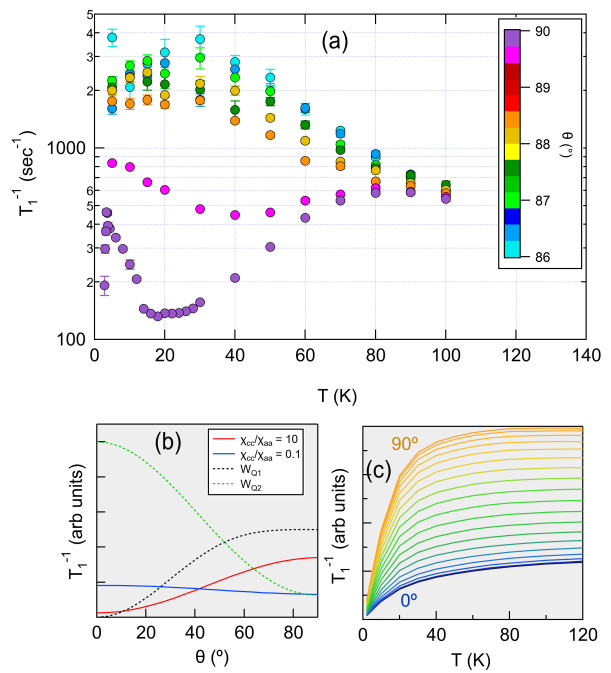 (a)
T₁⁻¹ (sec⁻¹)
5
4
3
2
1000
6
5
4
3
2
100
0 20 40 60 80 100 120 140
T (K)
90
89
88
87
86
θ (º)
(b)
χcc/χaa = 10
χcc/χaa = 0.1
WQ1
WQ2
T₁⁻¹ (arb units)
0 20 40 60 80
θ (º)
(c)
90º
0º
T₁⁻¹ (arb units)
0 40 80 120
T (K)